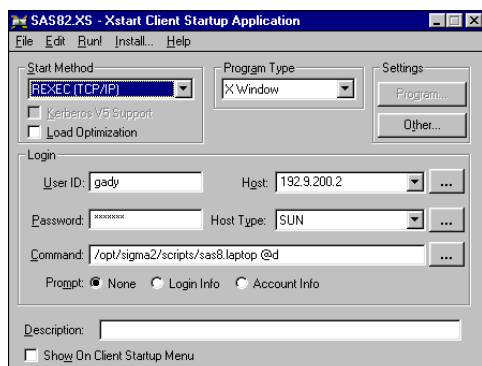 SAS82.XS - Xstart Client Startup Application
File Edit Run! Install... Help
Start Method
REXEC (TCP/IP)
Kerberos V5 Support
Load Optimization
Program Type
X Window
Settings
Program...
Other...
Login
User ID: gady
Host: 192.9.200.2
...
Password: xxxxxxx
Host Type: SUN
...
Command: /opt/sigma2/scripts/sas8.laptop @d
...
Prompt: None Login Info Account Info
Description:
Show On Client Startup Menu